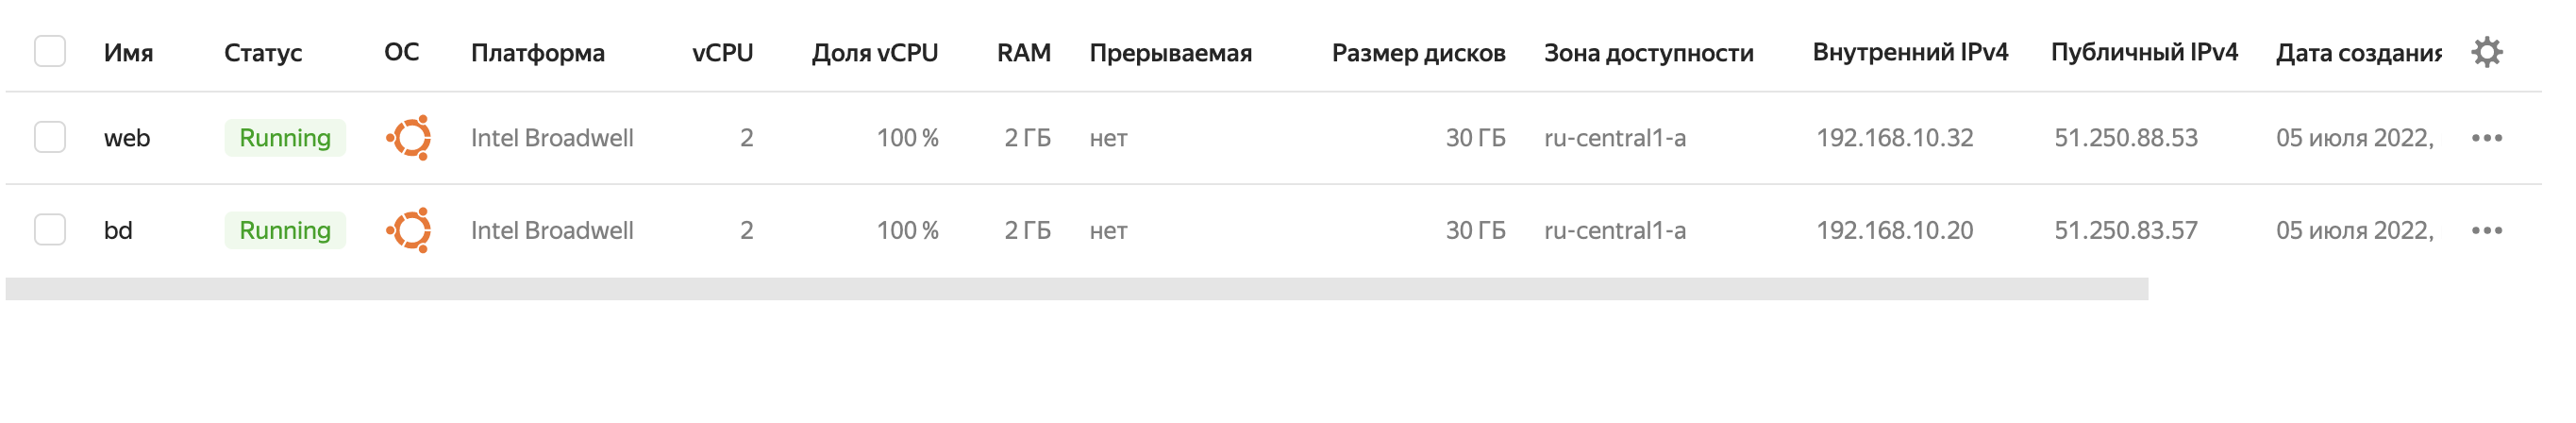 Имя Статус ОС Платформа vCPU Доля vCPU RAM Прерываемая Размер дисков Зона доступности Внутренний IPv4 Публичный IPv4 Дата создания
web Running Intel Broadwell 2 100 % 2 ГБ нет 30 ГБ ru-central1-a 192.168.10.32 51.250.88.53 05 июля 2022,
bd Running Intel Broadwell 2 100 % 2 ГБ нет 30 ГБ ru-central1-a 192.168.10.20 51.250.83.57 05 июля 2022,